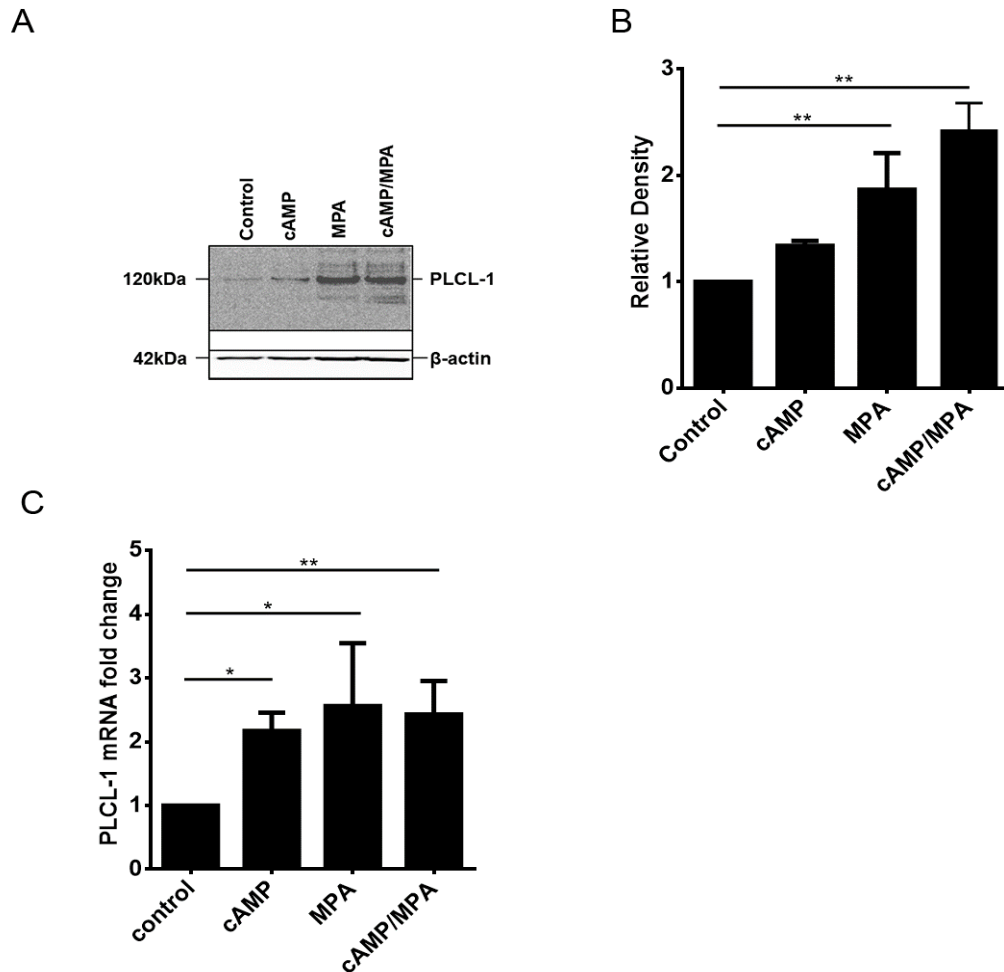 A
Control
cAMP
MPA
cAMP/MPA
120kDa
PLCL-1
42kDa
β-actin
B
Relative Density
3
2
1
0
**
**
Control
cAMP
MPA
cAMP/MPA
C
PLCL-1 mRNA fold change
5
4
3
2
1
0
**
*
*
control
cAMP
MPA
cAMP/MPA